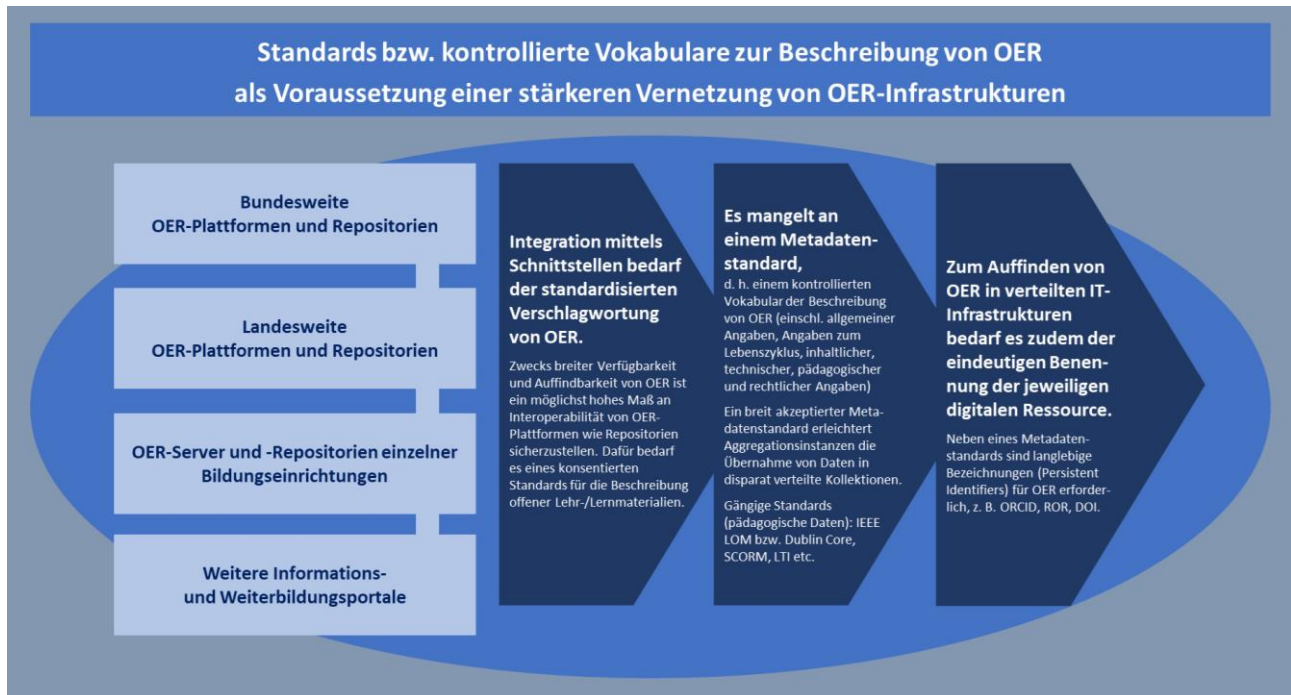 Standards bzw. kontrollierte Vokabulare zur Beschreibung von OER
als Voraussetzung einer stärkeren Vernetzung von OER-Infrastrukturen
Bundesweite
OER-Plattformen und Repositorien
Landesweite
OER-Plattformen und Repositorien
OER-Server und -Repositorien einzelner
Bildungseinrichtungen
Weitere Informations-
und Weiterbildungsportale
Integration mittels
Schnittstellen bedarf
der standardisierten
Verschlagwortung
von OER.
Zwecks breiter Verfügbarkeit
und Auffindbarkeit von OER ist
ein möglichst hohes Maß an
Interoperabilität von OER-
Plattformen wie Repositorien
sicherzustellen. Dafür bedarf
es eines konsentierten
Standards für die Beschreibung
offener Lehr-/Lernmaterialien.
Es mangelt an
einem Metadaten-
standard,
d. h. einem kontrollierten
Vokabular der Beschreibung
von OER (einschl. allgemeiner
Angaben, Angaben zum
Lebenszyklus, inhaltlicher,
technischer, pädagogischer
und rechtlicher Angaben)
Ein breit akzeptierter Meta-
datenstandard erleichtert
Aggregationsinstanzen die
Übernahme von Daten in
disparat verteilte Kollektionen.
Gängige Standards
(pädagogische Daten): IEEE
LOM bzw. Dublin Core,
SCORM, LTI etc.
Zum Auffinden von
OER in verteilten IT-
Infrastrukturen
bedarf es zudem der
eindeutigen Benen-
nung der jeweiligen
digitalen Ressource.
Neben eines Metadaten-
standards sind langlebige
Bezeichnungen (Persistent
Identifiers) für OER erforder-
lich, z. B. ORCID, ROR, DOI.